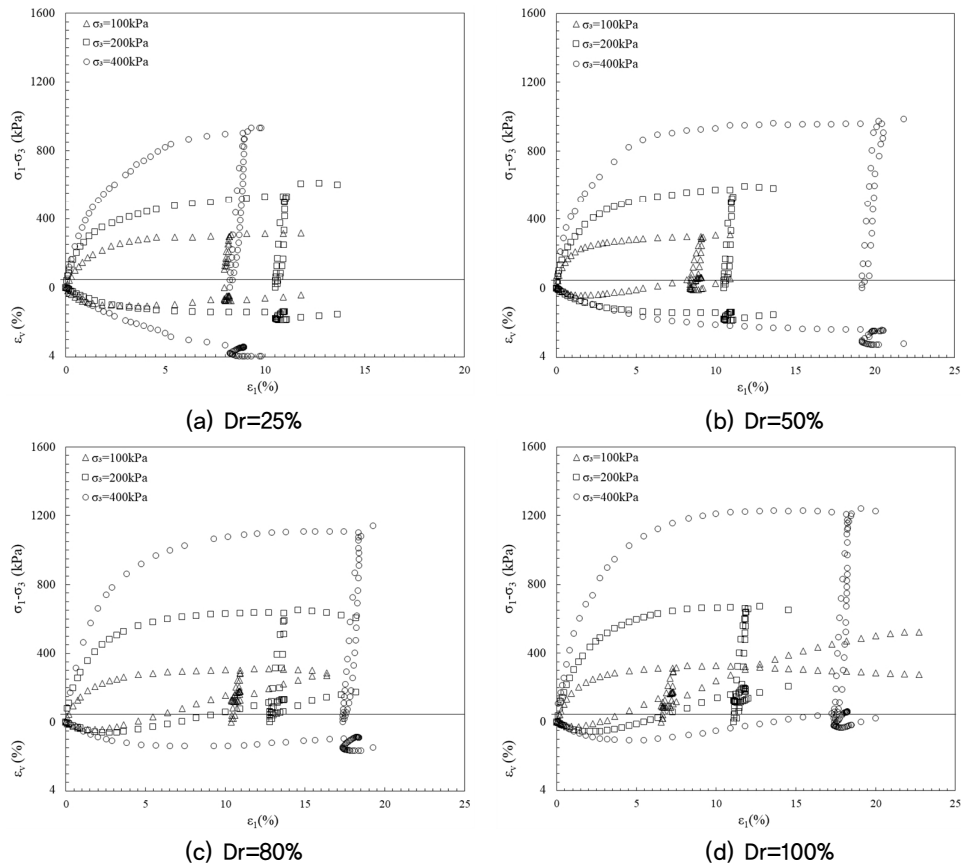 1600
1200
800
400
0
4
σ₁-σ₃ (kPa)
εᵥ (%)
△ σ₃=100kPa
□ σ₃=200kPa
○ σ₃=400kPa
0 5 10 15 20
ε₁(%)
(a) Dr=25%
1600
1200
800
400
0
4
σ₁-σ₃ (kPa)
εᵥ (%)
△ σ₃=100kPa
□ σ₃=200kPa
○ σ₃=400kPa
0 5 10 15 20 25
ε₁(%)
(b) Dr=50%
1600
1200
800
400
0
4
σ₁-σ₃ (kPa)
εᵥ (%)
△ σ₃=100kPa
□ σ₃=200kPa
○ σ₃=400kPa
0 5 10 15 20 25
ε₁(%)
(c) Dr=80%
1600
1200
800
400
0
4
σ₁-σ₃ (kPa)
εᵥ (%)
△ σ₃=100kPa
□ σ₃=200kPa
○ σ₃=400kPa
0 5 10 15 20 25
ε₁(%)
(d) Dr=100%